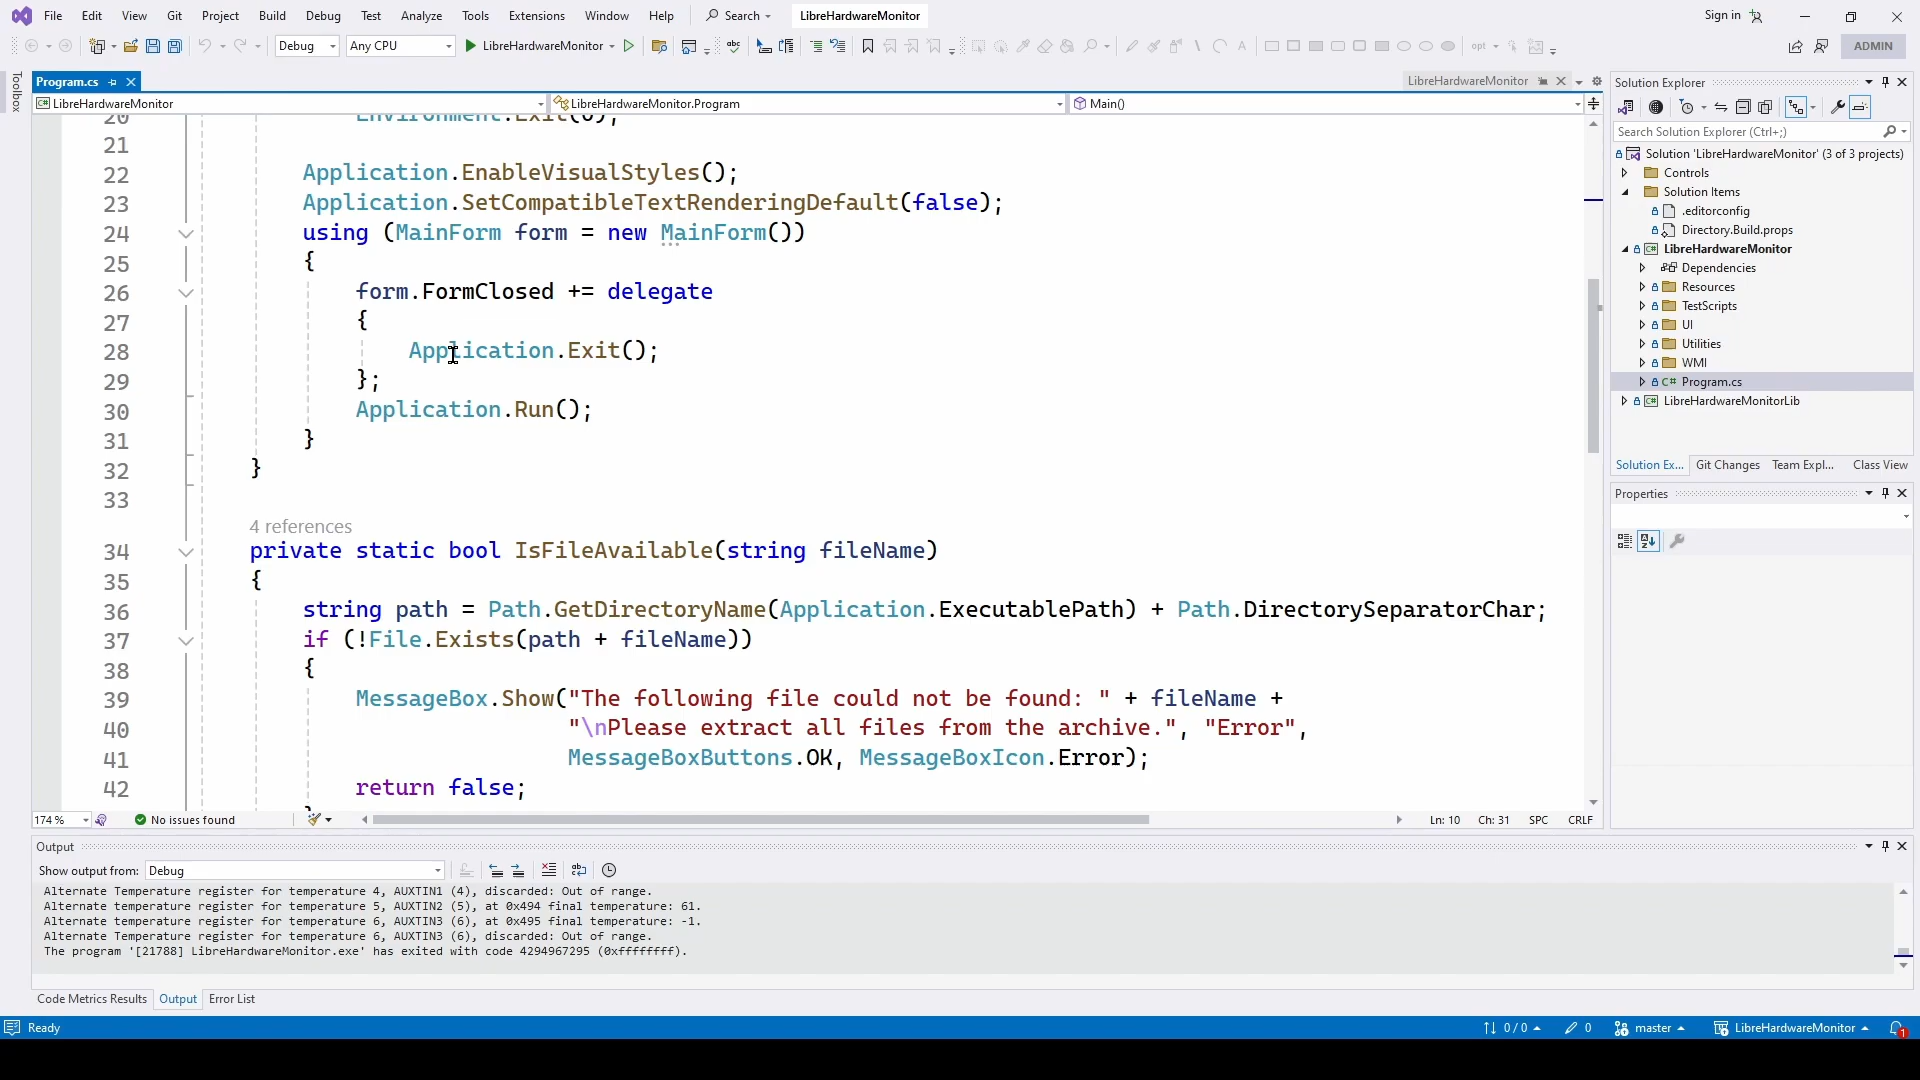 File Edit View Git Project Build Debug Test Analyze Tools Extensions Window Help Search LibreHardwareMonitor Sign in
Debug Any CPU LibreHardwareMonitor opt ADMIN
Toolbox
Program.cs LibreHardwareMonitor
LibreHardwareMonitor LibreHardwareMonitor.Program Main()
20 Environment.Exit(0);
21
22 Application.EnableVisualStyles();
23 Application.SetCompatibleTextRenderingDefault(false);
24 using (MainForm form = new MainForm())
25 {
26 form.FormClosed += delegate
27 {
28 Application.Exit();
29 };
30 Application.Run();
31 }
32 }
33
4 references
34 private static bool IsFileAvailable(string fileName)
35 {
36 string path = Path.GetDirectoryName(Application.ExecutablePath) + Path.DirectorySeparatorChar;
37 if (!File.Exists(path + fileName))
38 {
39 MessageBox.Show("The following file could not be found: " + fileName +
40 "\nPlease extract all files from the archive.", "Error",
41 MessageBoxButtons.OK, MessageBoxIcon.Error);
42 return false;
174 % No issues found Ln: 10 Ch: 31 SPC CRLF
Solution Explorer
Search Solution Explorer (Ctrl+;)
Solution 'LibreHardwareMonitor' (3 of 3 projects)
Controls
Solution Items
.editorconfig
Directory.Build.props
LibreHardwareMonitor
Dependencies
Resources
TestScripts
UI
Utilities
WMI
C# Program.cs
LibreHardwareMonitorLib
Solution Ex... Git Changes Team Expl... Class View
Properties
Output
Show output from: Debug
Alternate Temperature register for temperature 4, AUXTIN1 (4), discarded: Out of range.
Alternate temperature register for temperature 5, AUXTIN2 (5), at 0x494 final temperature: 61.
Alternate temperature register for temperature 6, AUXTIN3 (6), at 0x495 final temperature: -1.
Alternate Temperature register for temperature 6, AUXTIN3 (6), discarded: Out of range.
The program '[21788] LibreHardwareMonitor.exe' has exited with code 4294967295 (0xffffffff).
Code Metrics Results Output Error List
Ready 0 / 0 0 master LibreHardwareMonitor 1